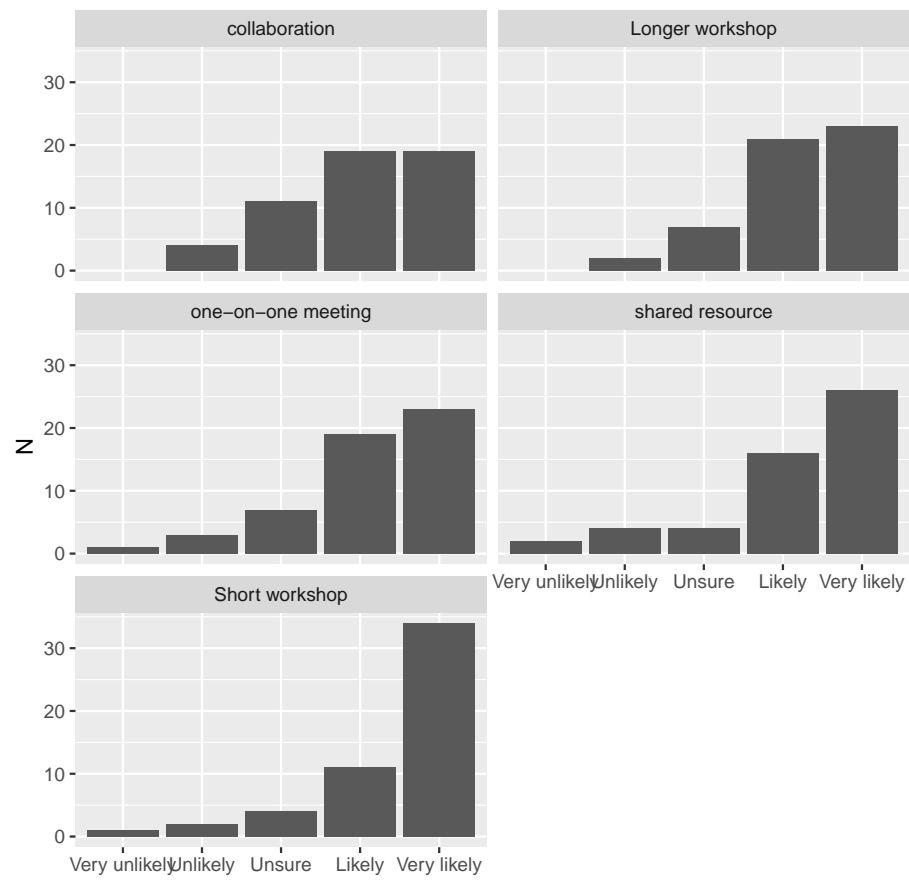 collaboration
Longer workshop
30
20
10
0
one−on−one meeting
shared resource
30
20
10
0
N
Very unlikely Unlikely Unsure Likely Very likely
Short workshop
30
20
10
0
Very unlikely Unlikely Unsure Likely Very likely